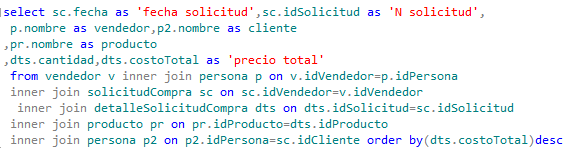 select sc.fecha as 'fecha solicitud',sc.idSolicitud as 'N solicitud',
p.nombre as vendedor,p2.nombre as cliente
,pr.nombre as producto
,dts.cantidad,dts.costoTotal as 'precio total'
from vendedor v inner join persona p on v.idVendedor=p.idPersona
inner join solicitudCompra sc on sc.idVendedor=v.idVendedor
inner join detalleSolicitudCompra dts on dts.idSolicitud=sc.idSolicitud
inner join producto pr on pr.idProducto=dts.idProducto
inner join persona p2 on p2.idPersona=sc.idCliente order by(dts.costoTotal)desc